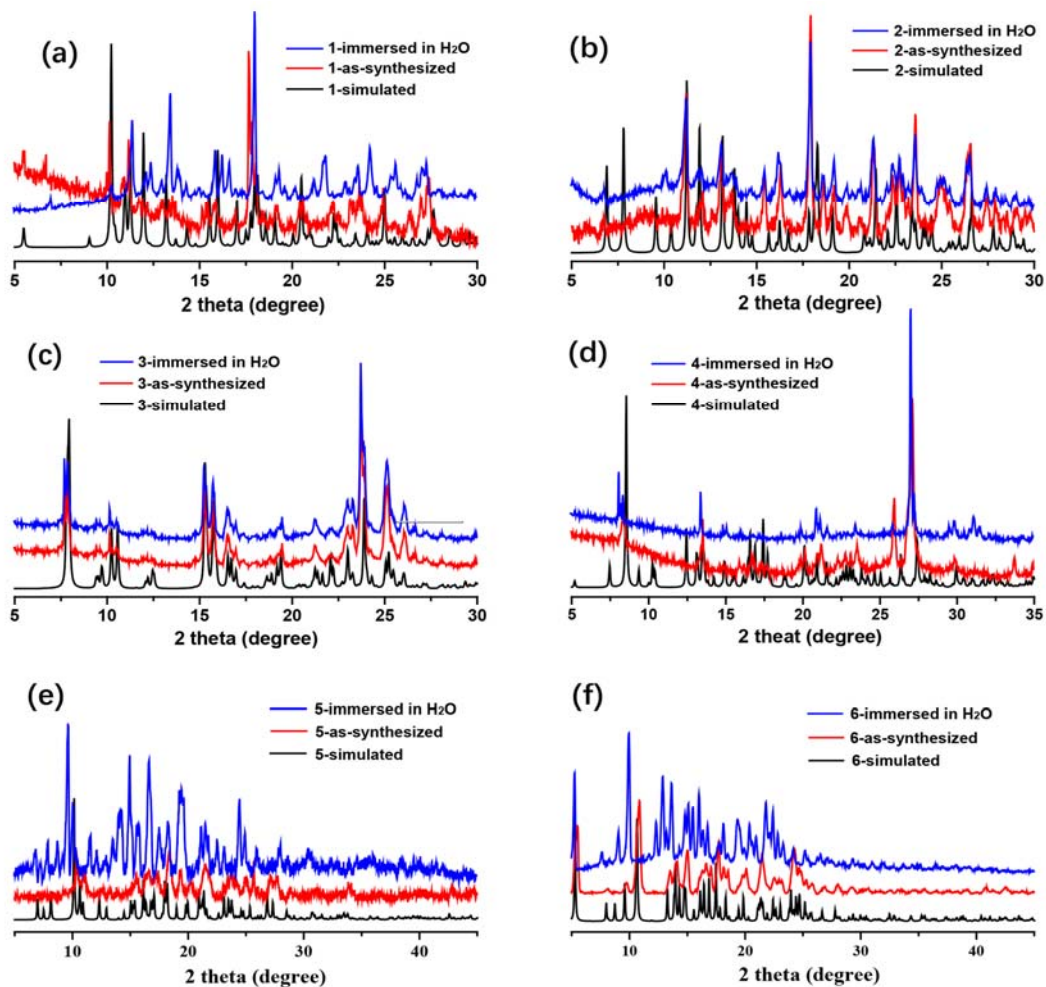 (a)
1-immersed in H₂O
1-as-synthesized
1-simulated
5 10 15 20 25 30
2 theta (degree)
(b)
2-immersed in H₂O
2-as-synthesized
2-simulated
5 10 15 20 25 30
2 theta (degree)
(c)
3-immersed in H₂O
3-as-synthesized
3-simulated
5 10 15 20 25 30
2 theta (degree)
(d)
4-immersed in H₂O
4-as-synthesized
4-simulated
5 10 15 20 25 30 35
2 theat (degree)
(e)
5-immersed in H₂O
5-as-synthesized
5-simulated
10 20 30 40
2 theta (degree)
(f)
6-immersed in H₂O
6-as-synthesized
6-simulated
10 20 30 40
2 theta (degree)